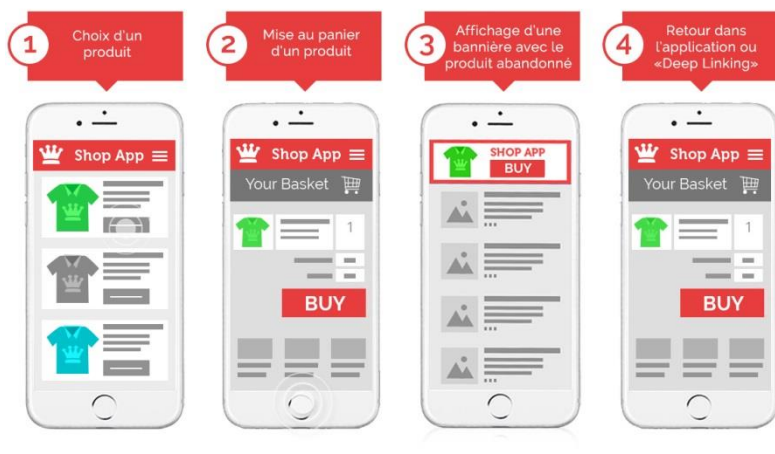 1
Choix d'un
produit
2
Mise au panier
d'un produit
3
Affichage d'une
bannière avec le
produit abandonné
4
Retour dans
l'application ou
«Deep Linking»
Shop App
Shop App
Your Basket
1
BUY
SHOP APP
BUY
Shop App
Your Basket
1
BUY